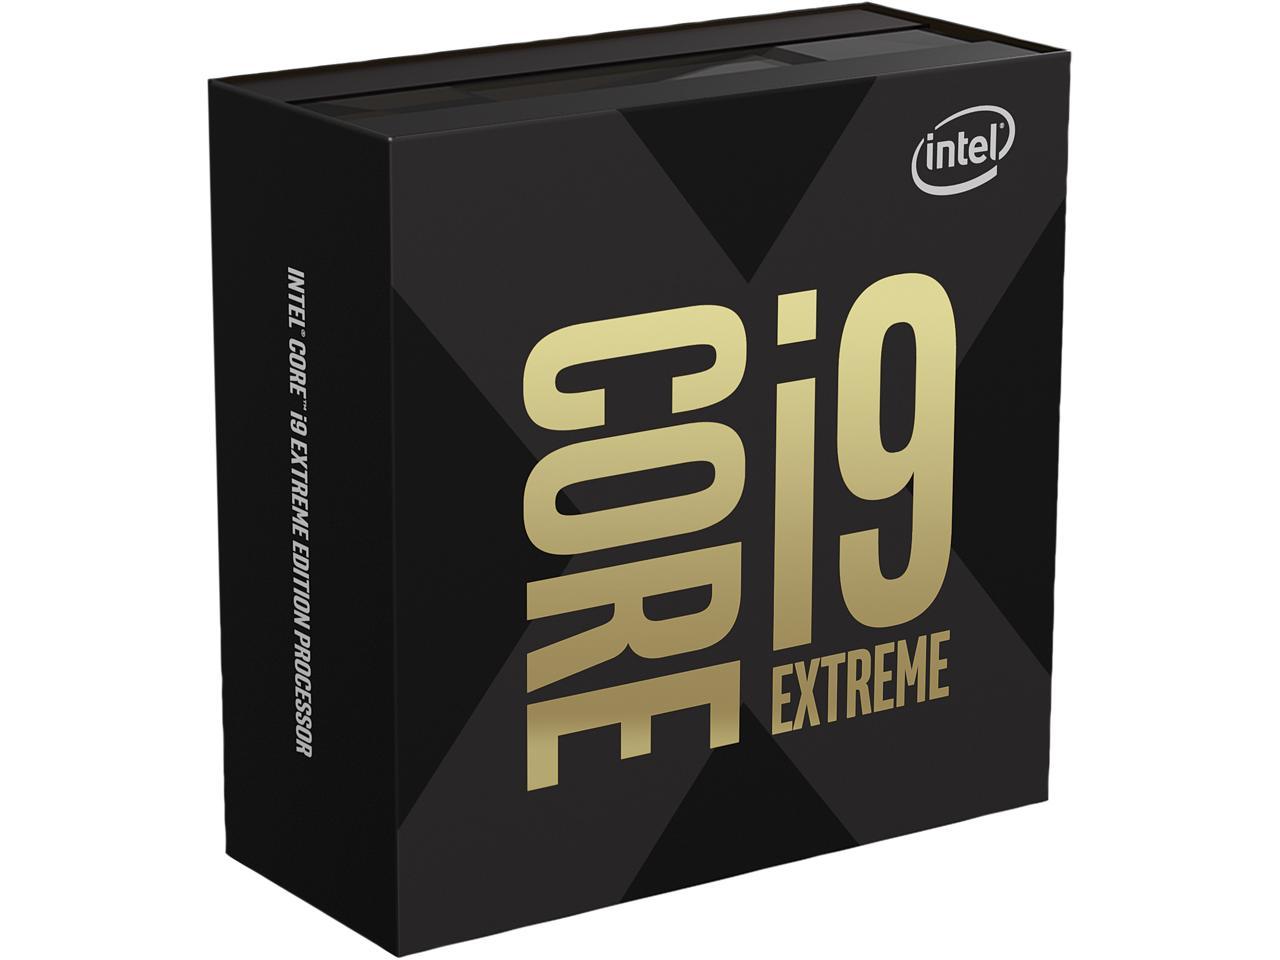 INTEL® CORE™ i9 EXTREME EDITION PROCESSOR
intel®
CORE
i9
EXTREME